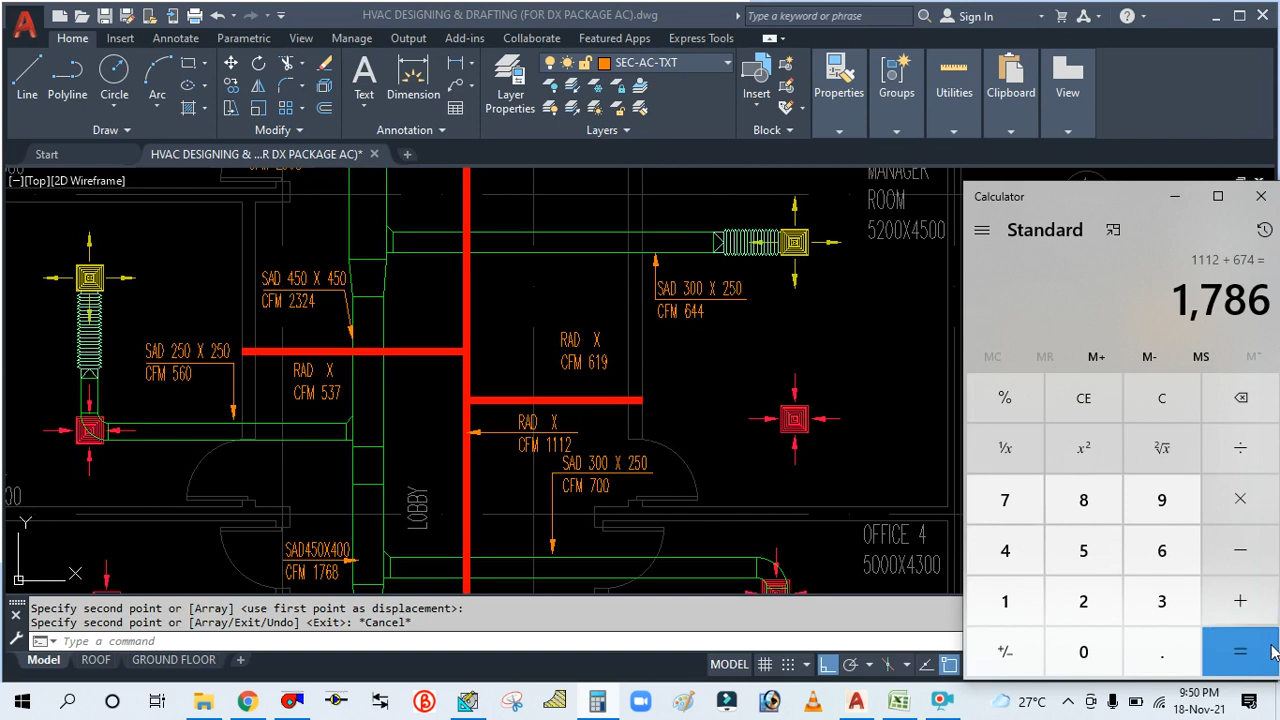 HVAC DESIGNING & DRAFTING (FOR DX PACKAGE AC).dwg
Type a keyword or phrase
Sign In
Home Insert Annotate Parametric View Manage Output Add-ins Collaborate Featured Apps Express Tools
Line Polyline Circle Arc
Text Dimension
Layer Properties
SEC-AC-TXT
Insert
Properties Groups Utilities Clipboard View
Draw Modify Annotation Layers Block
Start
HVAC DESIGNING & ...R DX PACKAGE AC)*
[−][Top][2D Wireframe]
MANAGER
ROOM
5200X4500
SAD 450 X 450
CFM 2324
SAD 300 X 250
CFM 644
SAD 250 X 250
CFM 560
RAD X
CFM 619
RAD X
CFM 537
RAD X
CFM 1112
SAD 300 X 250
CFM 700
LOBBY
SAD450X400
CFM 1768
OFFICE 4
5000X4300
Y
X
Specify second point or [Array] <use first point as displacement>:
Specify second point or [Array/Exit/Undo] <Exit>: *Cancel*
Type a command
Model ROOF GROUND FLOOR
MODEL
Calculator
Standard
1112 + 674 =
1,786
MC MR M+ M- MS M˅
% CE C
¹/x x² ²√x ÷
7 8 9 ×
4 5 6 −
1 2 3 +
+/− 0 . =
27°C
9:50 PM
18-Nov-21